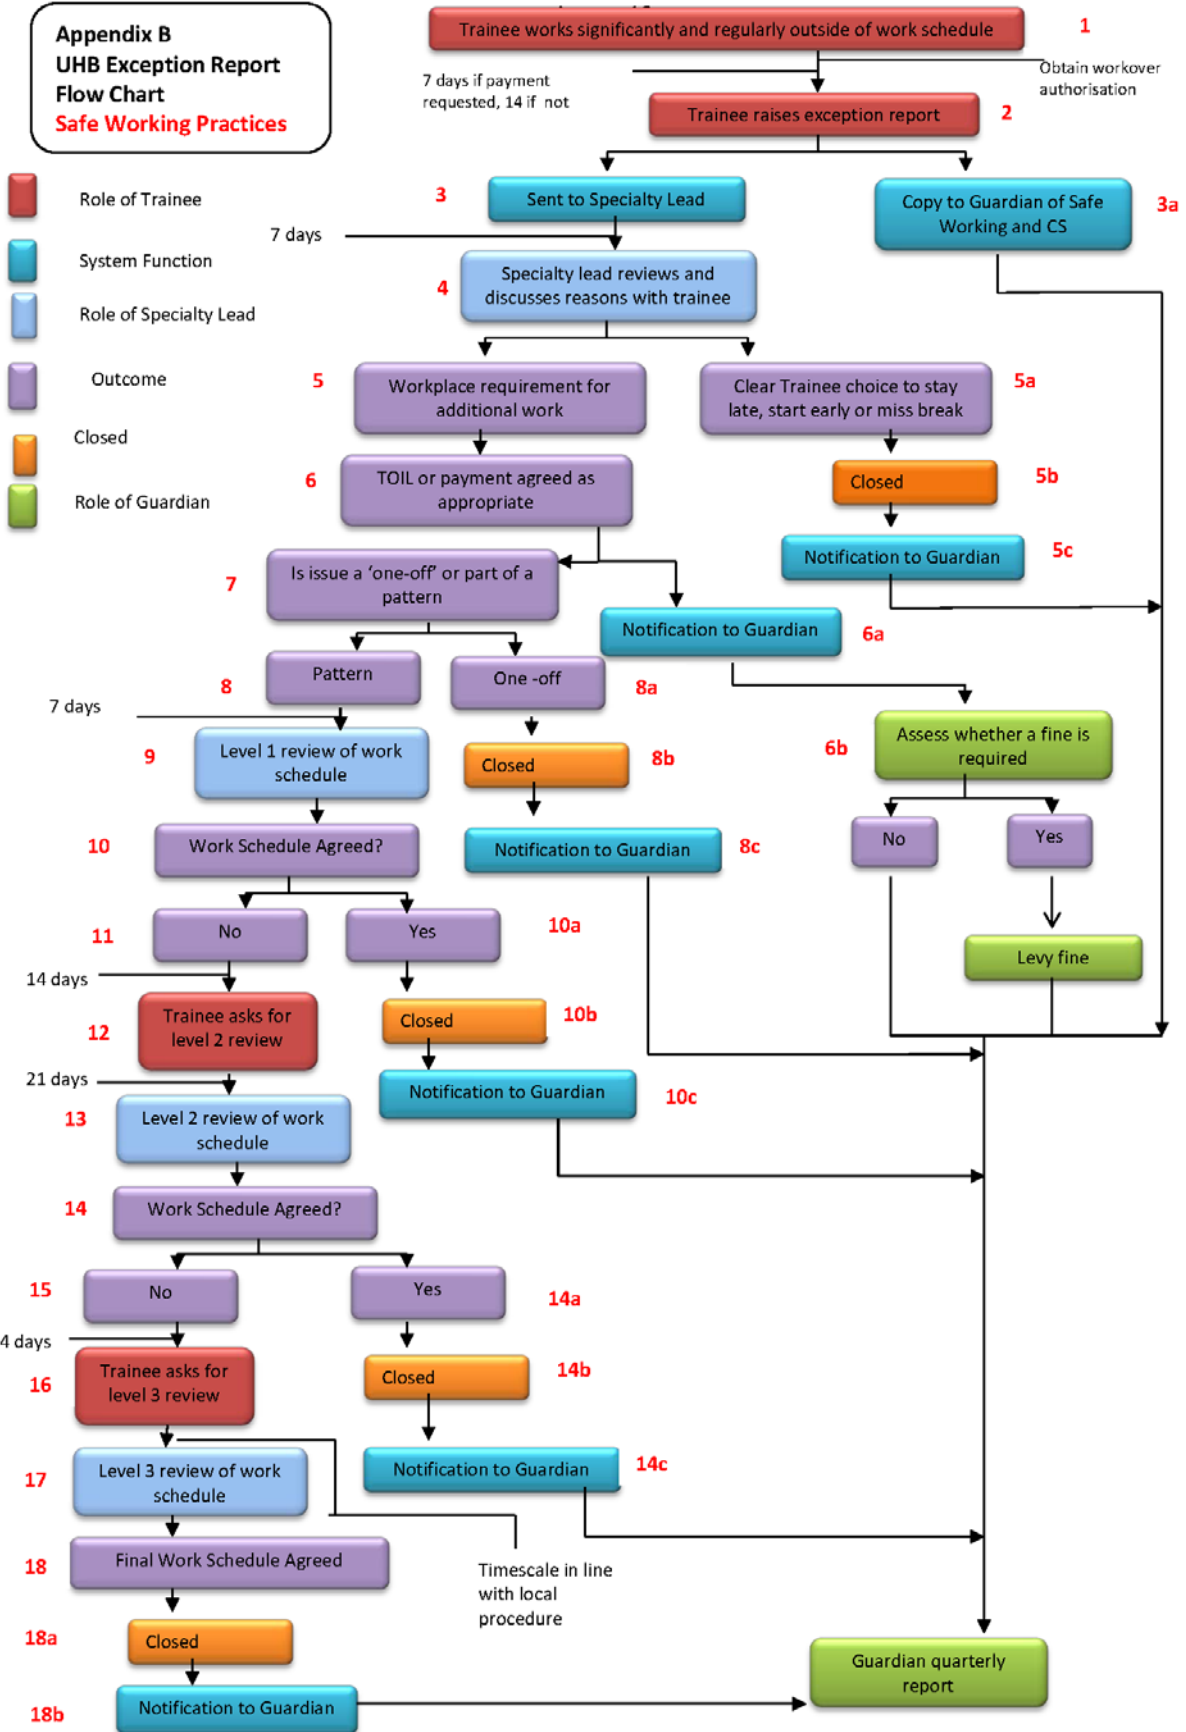 Appendix B
UHB Exception Report
Flow Chart
Safe Working Practices
Trainee works significantly and regularly outside of work schedule
1
7 days if payment
requested, 14 if not
Obtain workover
authorisation
Trainee raises exception report
2
Role of Trainee
System Function
Role of Specialty Lead
Outcome
Closed
Role of Guardian
3
Sent to Specialty Lead
Copy to Guardian of Safe
Working and CS
3a
7 days
4
Specialty lead reviews and
discusses reasons with trainee
5
Workplace requirement for
additional work
Clear Trainee choice to stay
late, start early or miss break
5a
6
TOIL or payment agreed as
appropriate
Closed
5b
Notification to Guardian
5c
7
Is issue a ‘one-off’ or part of a
pattern
Notification to Guardian
6a
8
Pattern
One -off
8a
7 days
9
Level 1 review of work
schedule
Closed
8b
6b
Assess whether a fine is
required
10
Work Schedule Agreed?
Notification to Guardian
8c
No
Yes
11
No
Yes
10a
Levy fine
14 days
12
Trainee asks for
level 2 review
Closed
10b
21 days
Notification to Guardian
10c
13
Level 2 review of work
schedule
14
Work Schedule Agreed?
15
No
Yes
14a
4 days
16
Trainee asks for
level 3 review
Closed
14b
17
Level 3 review of work
schedule
Notification to Guardian
14c
18
Final Work Schedule Agreed
Timescale in line
with local
procedure
18a
Closed
Guardian quarterly
report
18b
Notification to Guardian